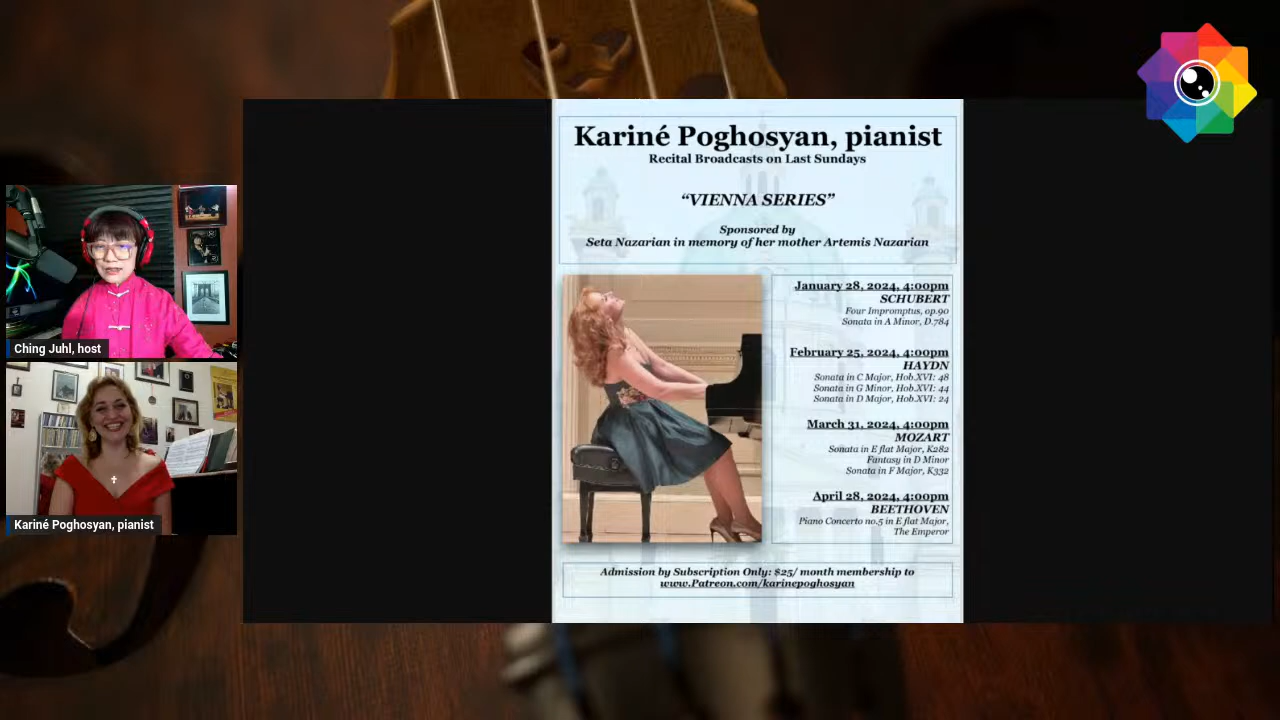 Kariné Poghosyan, pianist
Recital Broadcasts on Last Sundays
“VIENNA SERIES”
Sponsored by
Seta Nazarian in memory of her mother Artemis Nazarian
January 28, 2024, 4:00pm
SCHUBERT
Four Impromptus, op.90
Sonata in A Minor, D.784
February 25, 2024, 4:00pm
HAYDN
Sonata in C Major, Hob.XVI: 48
Sonata in G Minor, Hob.XVI: 44
Sonata in D Major, Hob.XVI: 24
March 31, 2024, 4:00pm
MOZART
Sonata in E flat Major, K282
Fantasy in D Minor
Sonata in F Major, K332
April 28, 2024, 4:00pm
BEETHOVEN
Piano Concerto no.5 in E flat Major,
The Emperor
Admission by Subscription Only: $25/ month membership to
www.Patreon.com/karinepoghosyan
Ching Juhl, host
Kariné Poghosyan, pianist